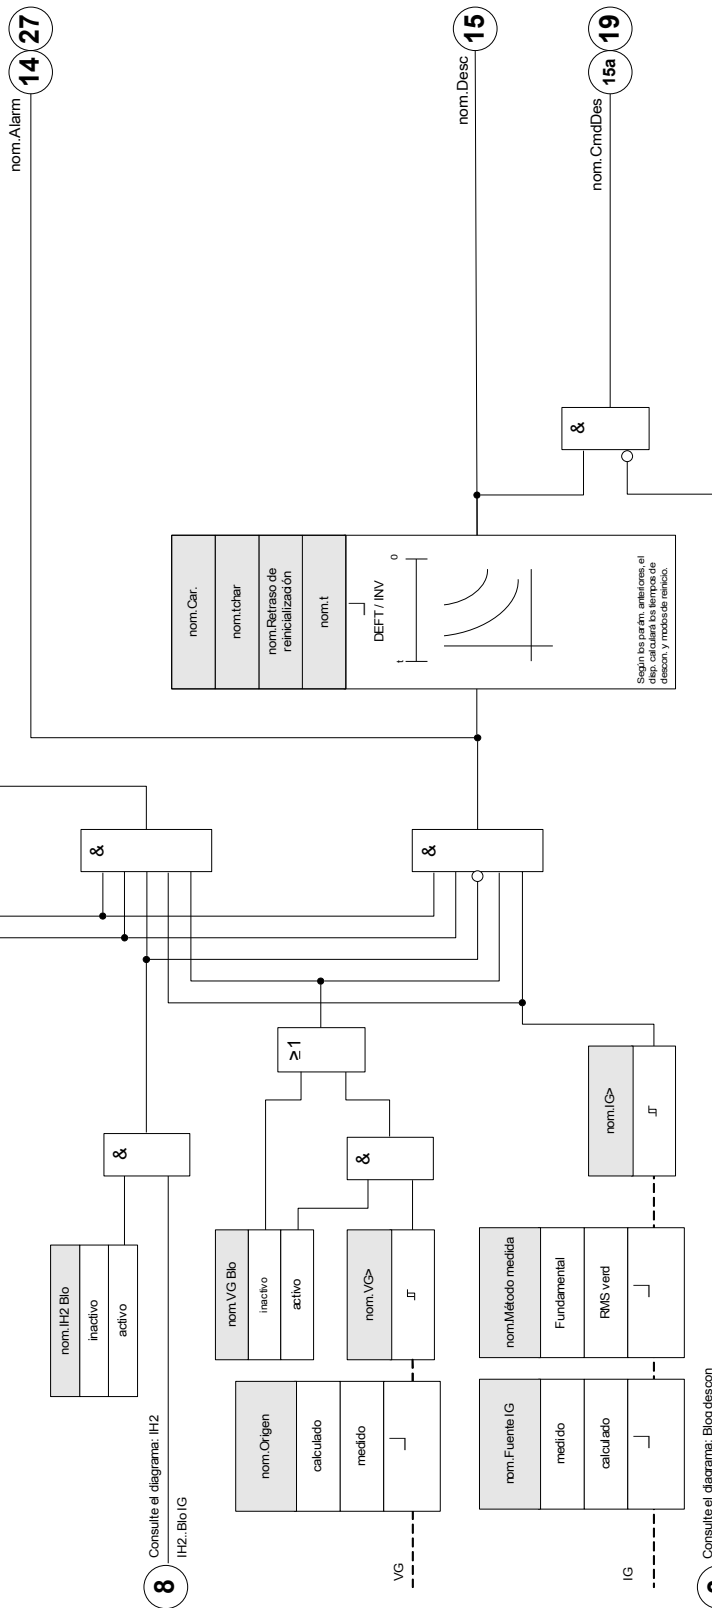 14 27
nom.Alarm
15
nom.Desc
15a 19
nom.CmdDes
&
nom.Car.
nom.tchar
nom.Retraso de
reinicialización
nom.t
DEFT / INV
t
0
Según los parám. anteriores, el
disp. calculará los tiempos de
descon. y modos de reinicio.
&
&
≥1
&
&
nom.IH2 Blo
inactivo
activo
8
Consulte el diagrama: IH2
IH2..Blo IG
nom.VG Blo
inactivo
activo
nom.VG>
nom.Origen
calculado
medido
VG
nom.IG>
nom.Método medida
Fundamental
RMS verd
nom.Fuente IG
medido
calculado
IG
Consulte el diagrama: Bloq descon